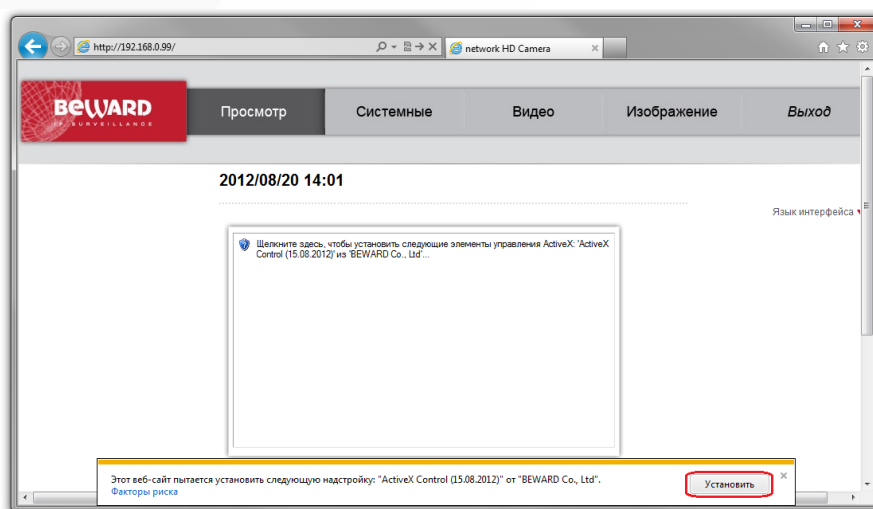 http://192.168.0.99/
network HD Camera
BEWARD
IP SURVEILLANCE
Просмотр
Системные
Видео
Изображение
Выход
2012/08/20 14:01
Язык интерфейса
Щелкните здесь, чтобы установить следующие элементы управления ActiveX: 'ActiveX
Control (15.08.2012)' из 'BEWARD Co., Ltd'...
Этот веб-сайт пытается установить следующую надстройку: "ActiveX Control (15.08.2012)" от "BEWARD Co., Ltd".
Факторы риска
Установить